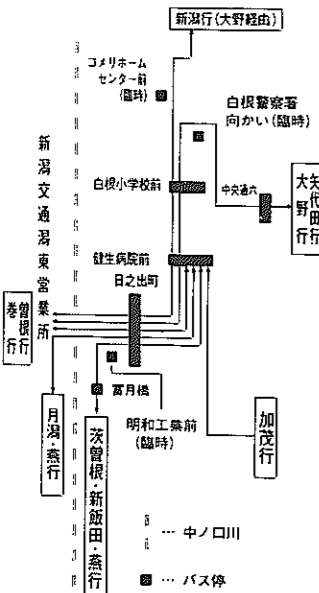 新潟行(大野経由)
コメリホーム
センター前
(臨時)
白根警察署
向かい(臨時)
新潟交通潟東営業所
白根小学校前
中央通六
矢代田行
大野行
健生病院前
日之出町
曽根行
巻行
月潟・燕行
冨月橋
茨曽根・新飯田・燕行
明和工業前
(臨時)
加茂行
… 中ノ口川
… バス停